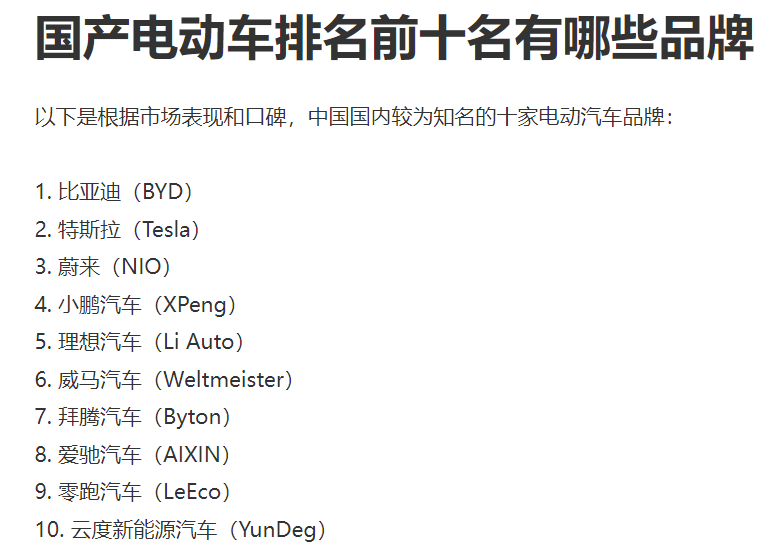 国产电动车排名前十名有哪些品牌
以下是根据市场表现和口碑，中国国内较为知名的十家电动汽车品牌：
1. 比亚迪（BYD）
2. 特斯拉（Tesla）
3. 蔚来（NIO）
4. 小鹏汽车（XPeng）
5. 理想汽车（Li Auto）
6. 威马汽车（Weltmeister）
7. 拜腾汽车（Byton）
8. 爱驰汽车（AIXIN）
9. 零跑汽车（LeEco）
10. 云度新能源汽车（YunDeg）